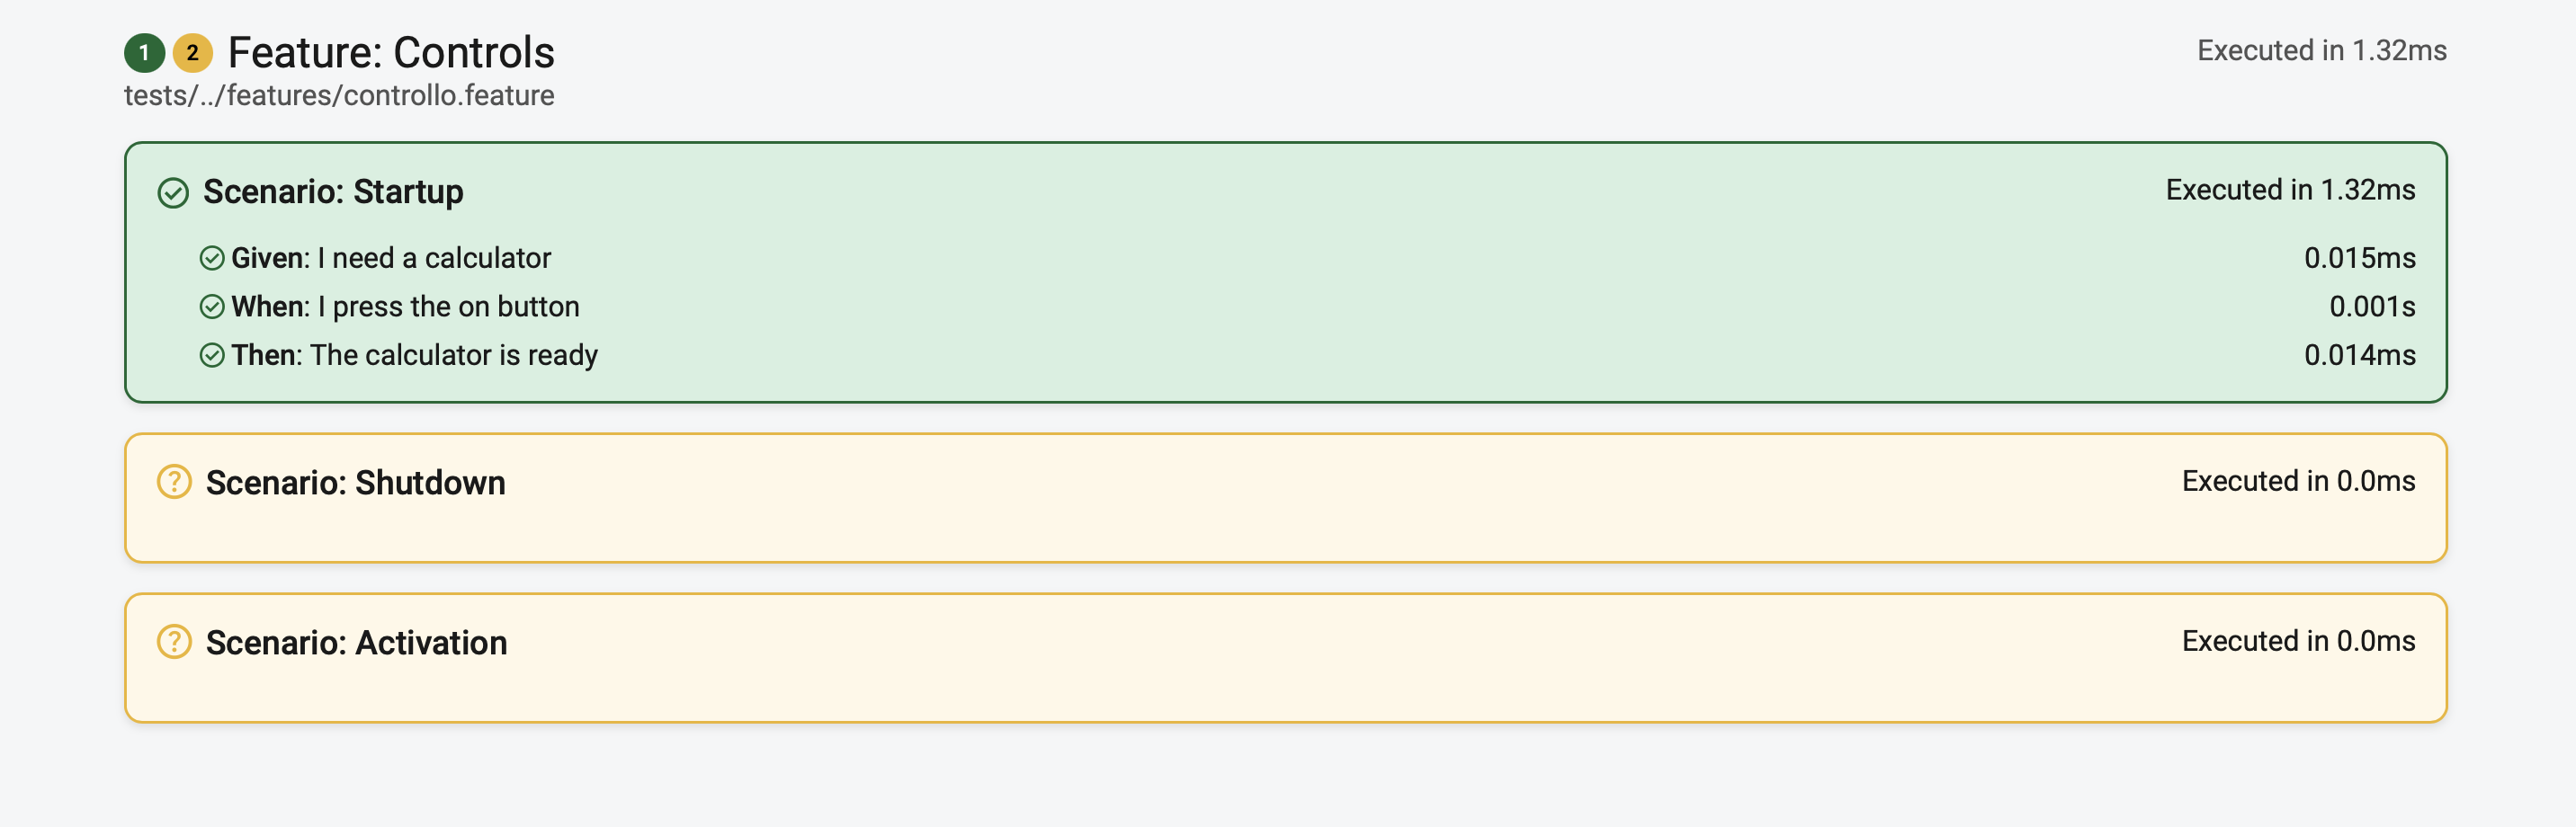 1 2 Feature: Controls Executed in 1.32ms
tests/../features/controllo.feature
Scenario: Startup Executed in 1.32ms
Given: I need a calculator 0.015ms
When: I press the on button 0.001s
Then: The calculator is ready 0.014ms
? Scenario: Shutdown Executed in 0.0ms
? Scenario: Activation Executed in 0.0ms